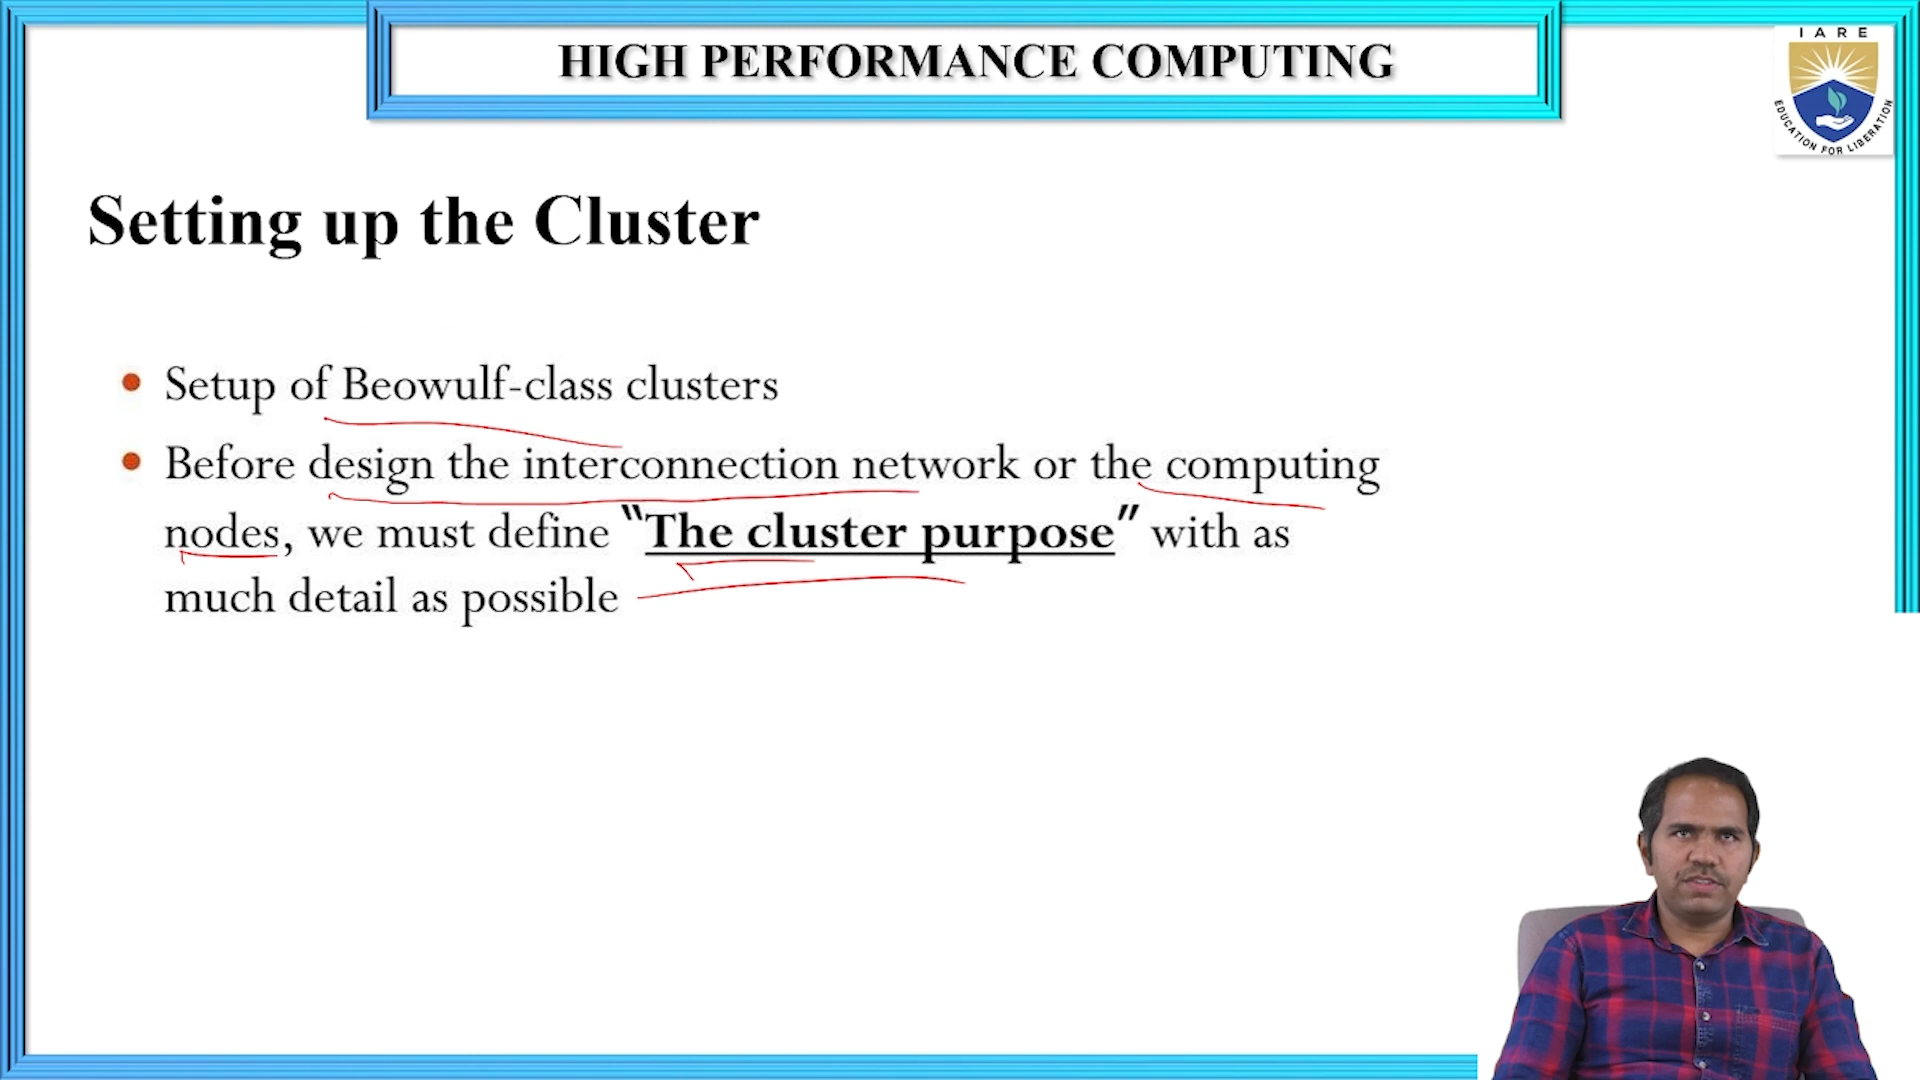 HIGH PERFORMANCE COMPUTING
IARE
EDUCATION FOR LIBERATION
Setting up the Cluster
• Setup of Beowulf-class clusters
• Before design the interconnection network or the computing
nodes, we must define “The cluster purpose” with as
much detail as possible